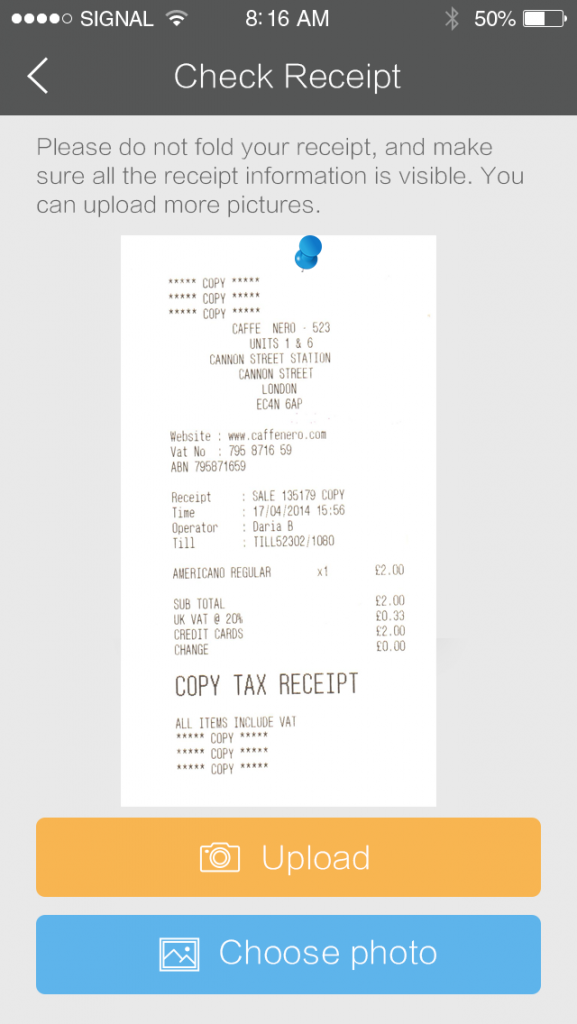 SIGNAL 8:16 AM 50%
Check Receipt
Please do not fold your receipt, and make
sure all the receipt information is visible. You
can upload more pictures.
***** COPY *****
***** COPY *****
***** COPY *****
CAFFE NERO - 523
UNITS 1 & 6
CANNON STREET STATION
CANNON STREET
LONDON
EC4N 6AP
Website : www.caffenero.com
Vat No : 795 8716 59
ABN 795871659
Receipt : SALE 135179 COPY
Time : 17/04/2014 15:56
Operator : Daria B
Till : TILL52302/1080
AMERICANO REGULAR x1 £2.00
SUB TOTAL £2.00
UK VAT @ 20% £0.33
CREDIT CARDS £2.00
CHANGE £0.00
COPY TAX RECEIPT
ALL ITEMS INCLUDE VAT
***** COPY *****
***** COPY *****
***** COPY *****
Upload
Choose photo